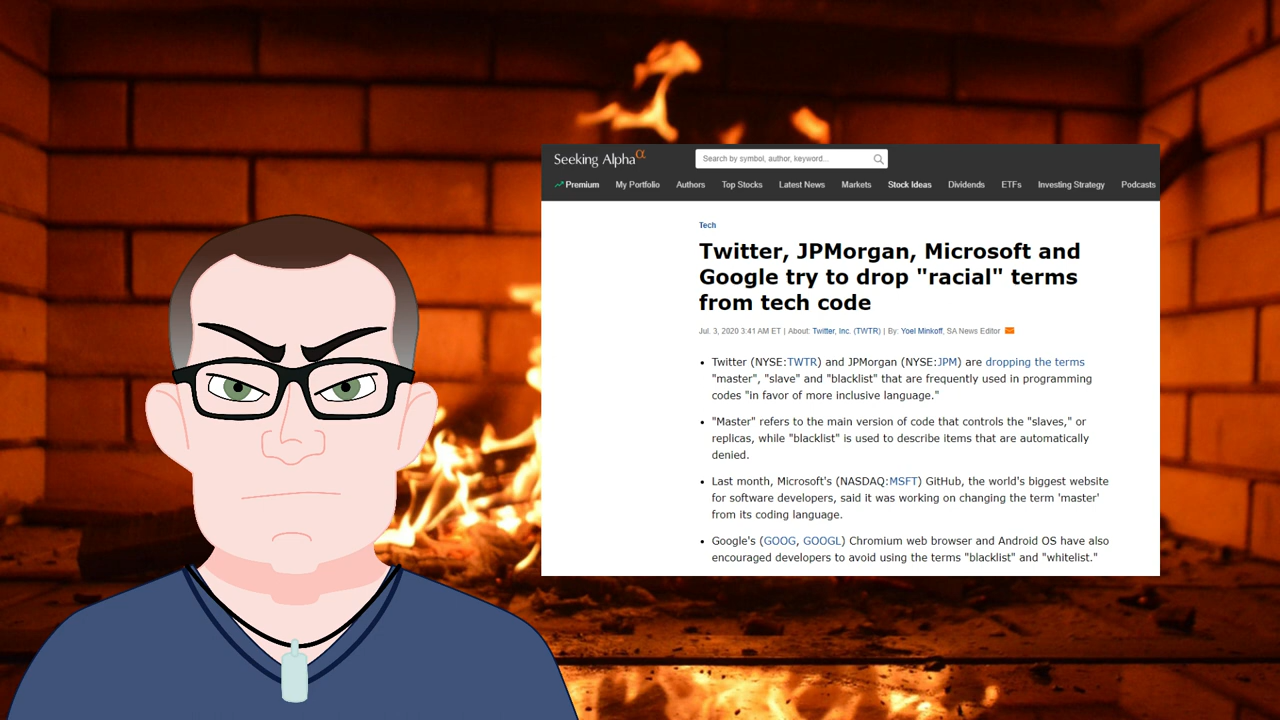 Seeking Alpha α
Search by symbol, author, keyword...
Premium My Portfolio Authors Top Stocks Latest News Markets Stock Ideas Dividends ETFs Investing Strategy Podcasts
Tech
Twitter, JPMorgan, Microsoft and
Google try to drop "racial" terms
from tech code
Jul. 3, 2020 3:41 AM ET | About: Twitter, Inc. (TWTR) | By: Yoel Minkoff, SA News Editor
• Twitter (NYSE:TWTR) and JPMorgan (NYSE:JPM) are dropping the terms
"master", "slave" and "blacklist" that are frequently used in programming
codes "in favor of more inclusive language."
• "Master" refers to the main version of code that controls the "slaves," or
replicas, while "blacklist" is used to describe items that are automatically
denied.
• Last month, Microsoft's (NASDAQ:MSFT) GitHub, the world's biggest website
for software developers, said it was working on changing the term 'master'
from its coding language.
• Google's (GOOG, GOOGL) Chromium web browser and Android OS have also
encouraged developers to avoid using the terms "blacklist" and "whitelist."